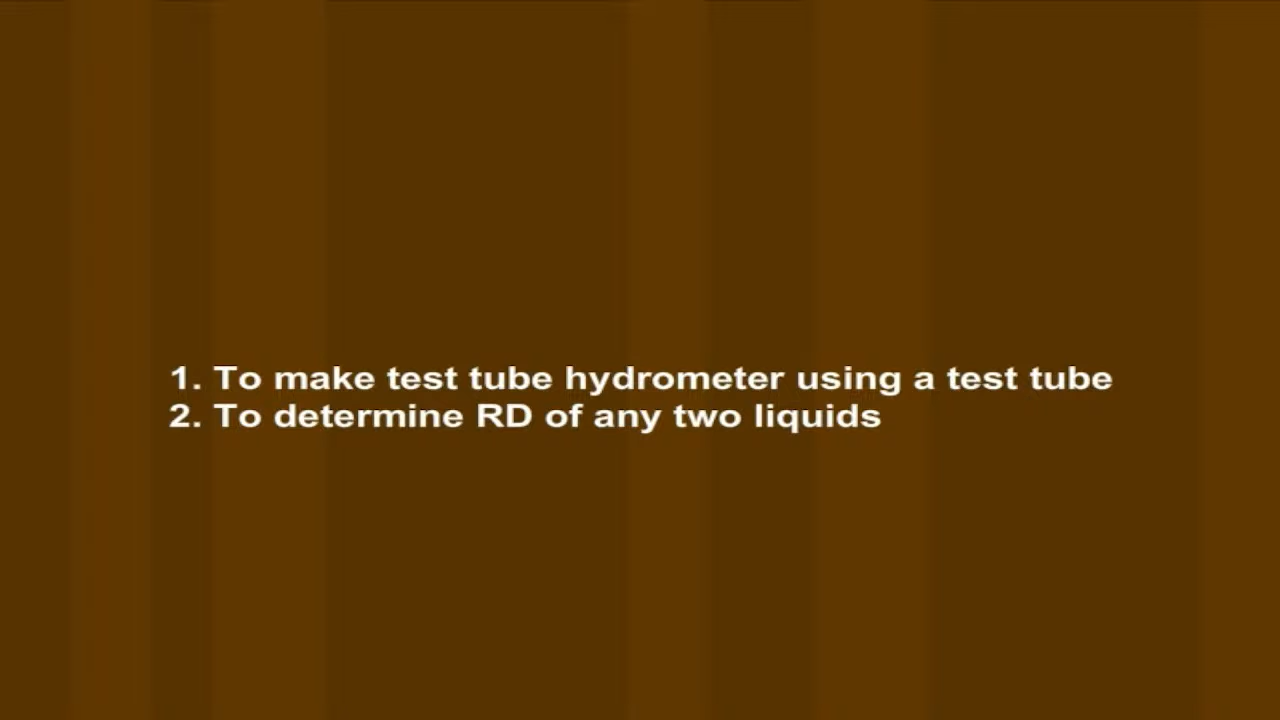 1. To make test tube hydrometer using a test tube
2. To determine RD of any two liquids